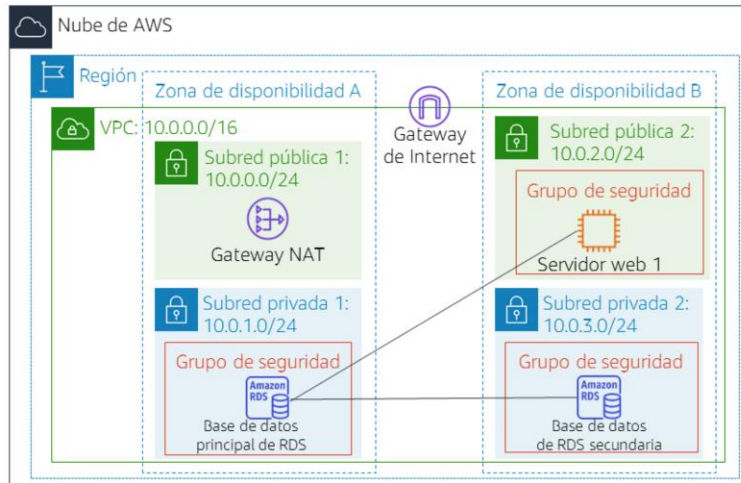 Nube de AWS
Región
Zona de disponibilidad A
Zona de disponibilidad B
VPC: 10.0.0.0/16
Gateway
de Internet
Subred pública 1:
10.0.0.0/24
Gateway NAT
Subred pública 2:
10.0.2.0/24
Grupo de seguridad
Servidor web 1
Subred privada 1:
10.0.1.0/24
Grupo de seguridad
Amazon
RDS
Base de datos
principal de RDS
Subred privada 2:
10.0.3.0/24
Grupo de seguridad
Amazon
RDS
Base de datos
de RDS secundaria